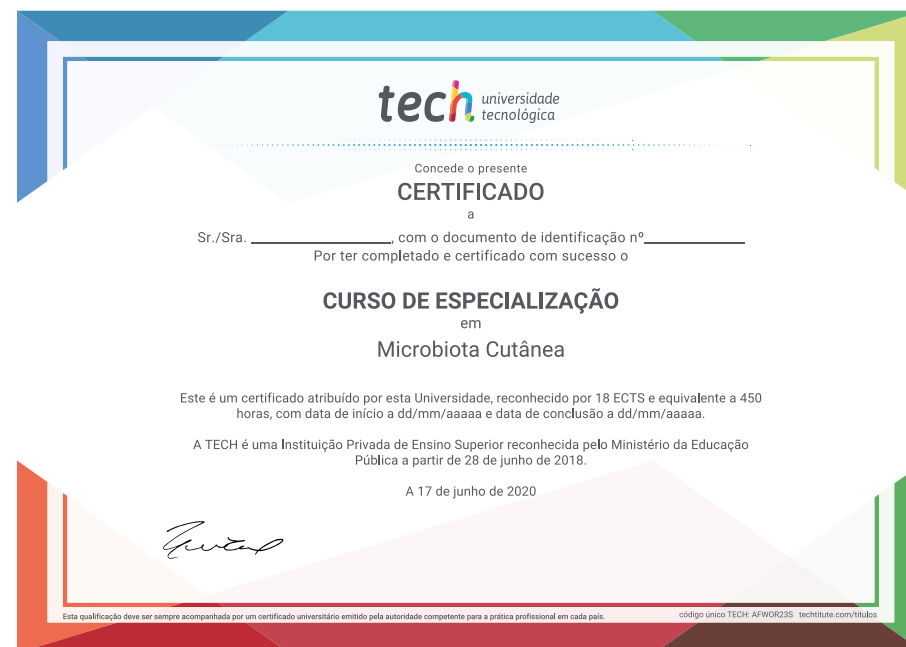 tech universidade
tecnológica
Concede o presente
CERTIFICADO
a
Sr./Sra. ____________________, com o documento de identificação nº______________
Por ter completado e certificado com sucesso o
CURSO DE ESPECIALIZAÇÃO
em
Microbiota Cutânea
Este é um certificado atribuído por esta Universidade, reconhecido por 18 ECTS e equivalente a 450
horas, com data de início a dd/mm/aaaaa e data de conclusão a dd/mm/aaaaa.
A TECH é uma Instituição Privada de Ensino Superior reconhecida pelo Ministério da Educação
Pública a partir de 28 de junho de 2018.
A 17 de junho de 2020
Esta qualificação deve ser sempre acompanhada por um certificado universitário emitido pela autoridade competente para a prática profissional em cada país.
código único TECH: AFWOR23S techtitute.com/titulos